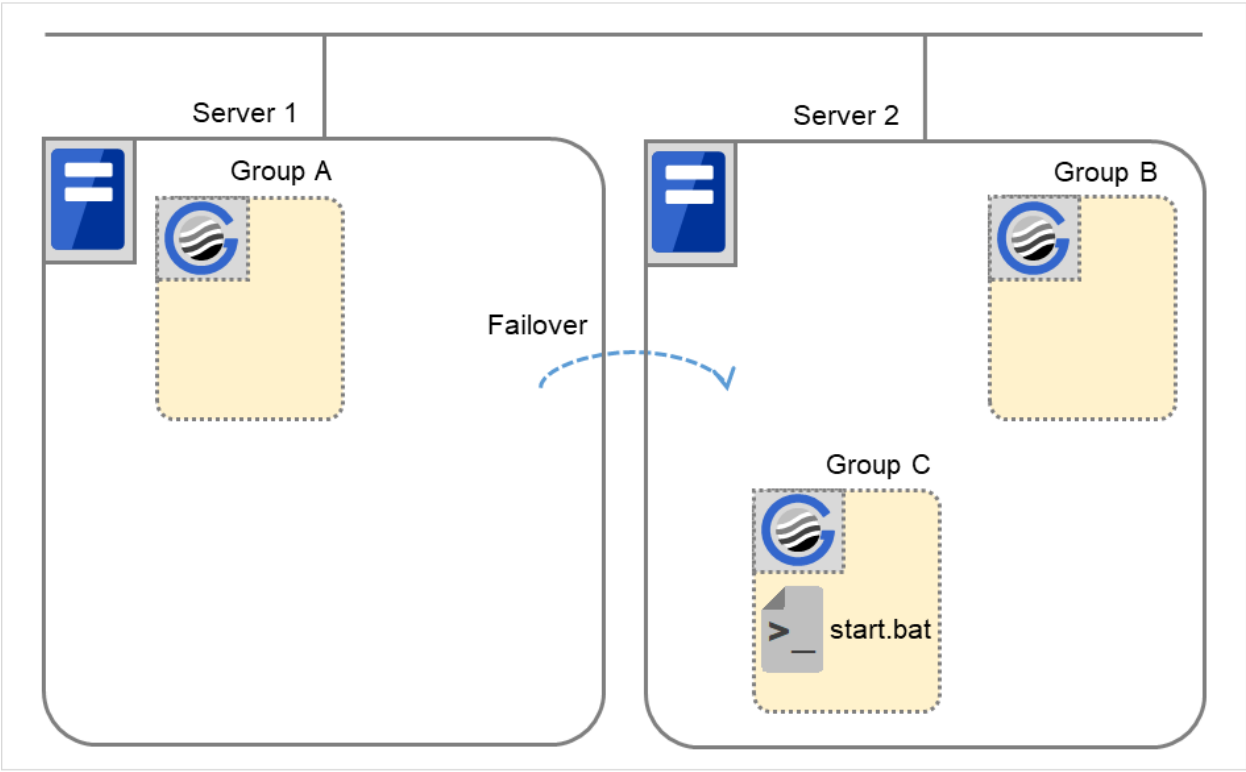 Server 1
Server 2
Group A
Group B
Failover
Group C
>_
start.bat